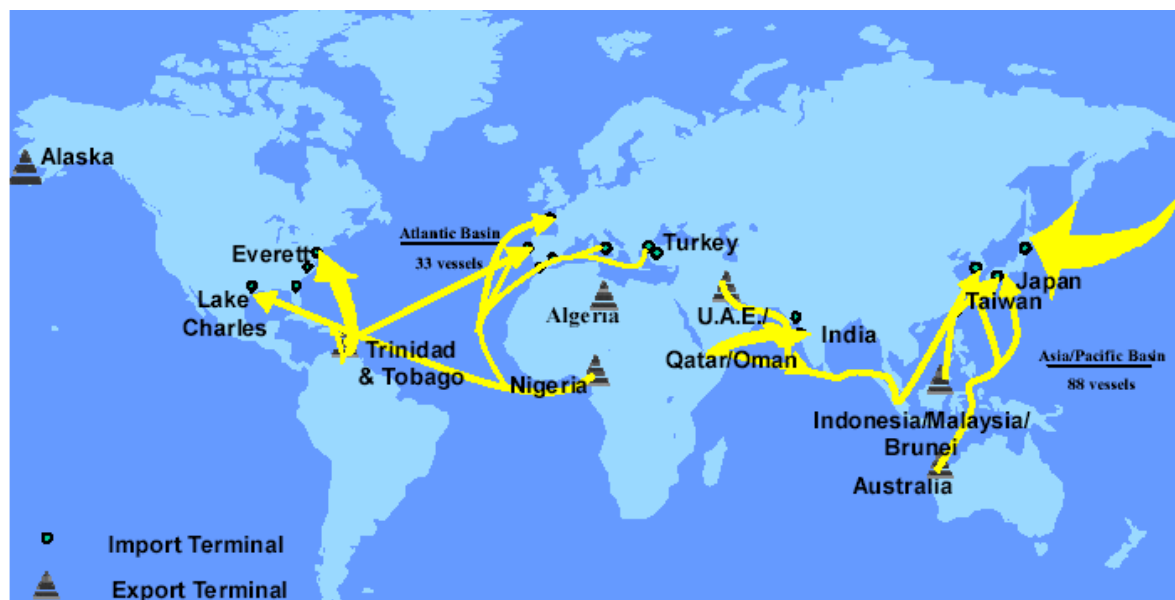 Alaska
Atlantic Basin
33 vessels
Everett
Turkey
Lake
Charles
Algeria
U.A.E./
Japan
Taiwan
Trinidad
& Tobago
Nigeria
Qatar/Oman
India
Asia/Pacific Basin
88 vessels
Indonesia/Malaysia/
Brunei
Australia
Import Terminal
Export Terminal